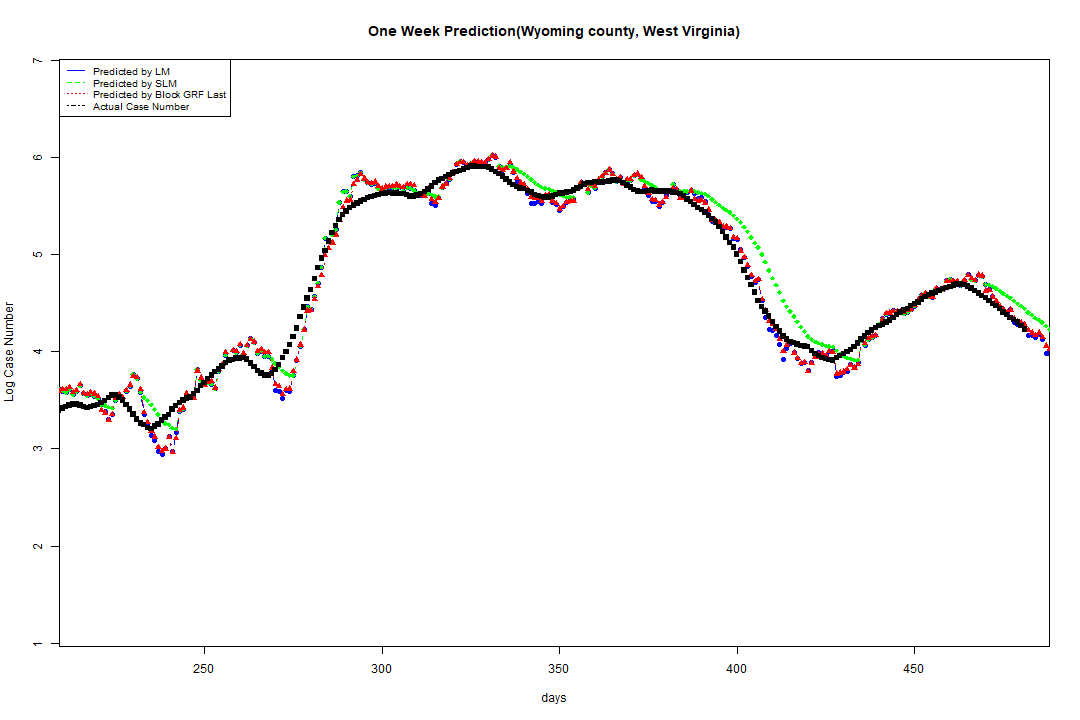 One Week Prediction(Wyoming county, West Virginia)
Predicted by LM
Predicted by SLM
Predicted by Block GRF Last
Actual Case Number
Log Case Number
7
6
5
4
3
2
1
250 300 350 400 450
days